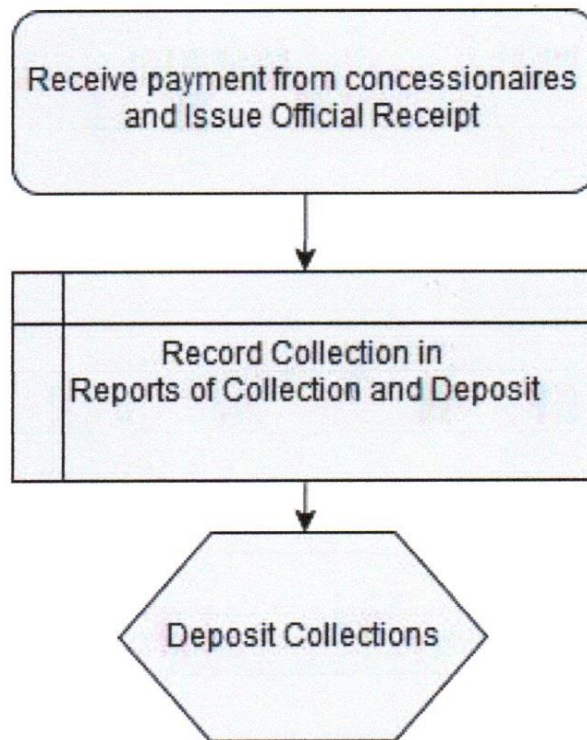 Receive payment from concessionaires
and Issue Official Receipt
Record Collection in
Reports of Collection and Deposit
Deposit Collections